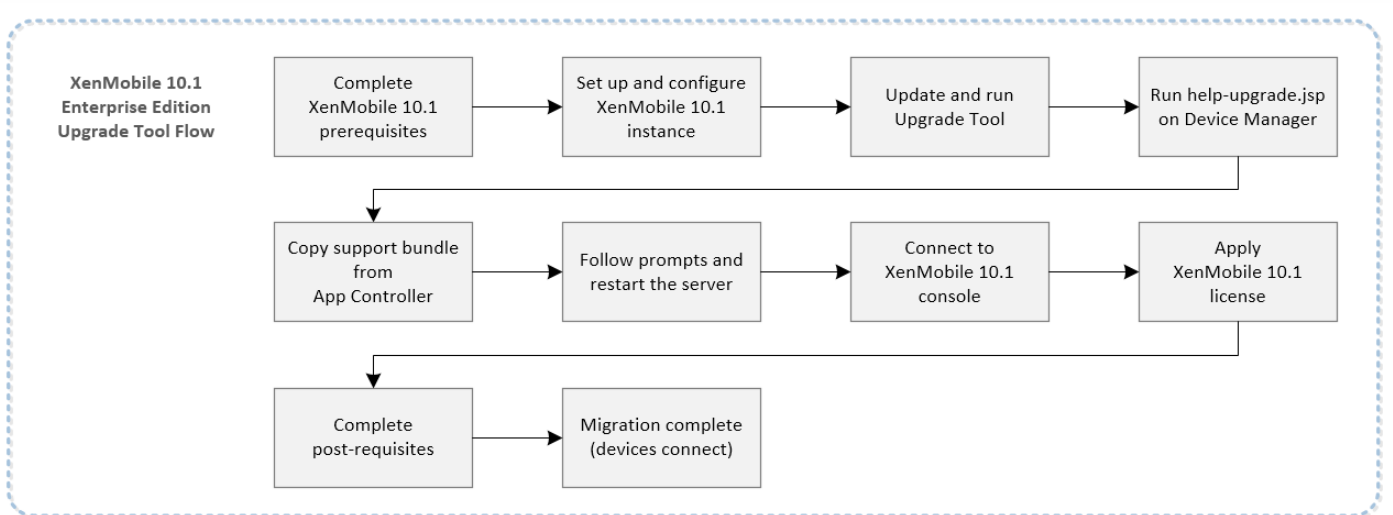 XenMobile 10.1
Enterprise Edition
Upgrade Tool Flow
Complete
XenMobile 10.1
prerequisites
Set up and configure
XenMobile 10.1
instance
Update and run
Upgrade Tool
Run help-upgrade.jsp
on Device Manager
Copy support bundle
from
App Controller
Follow prompts and
restart the server
Connect to
XenMobile 10.1
console
Apply
XenMobile 10.1
license
Complete
post-requisites
Migration complete
(devices connect)